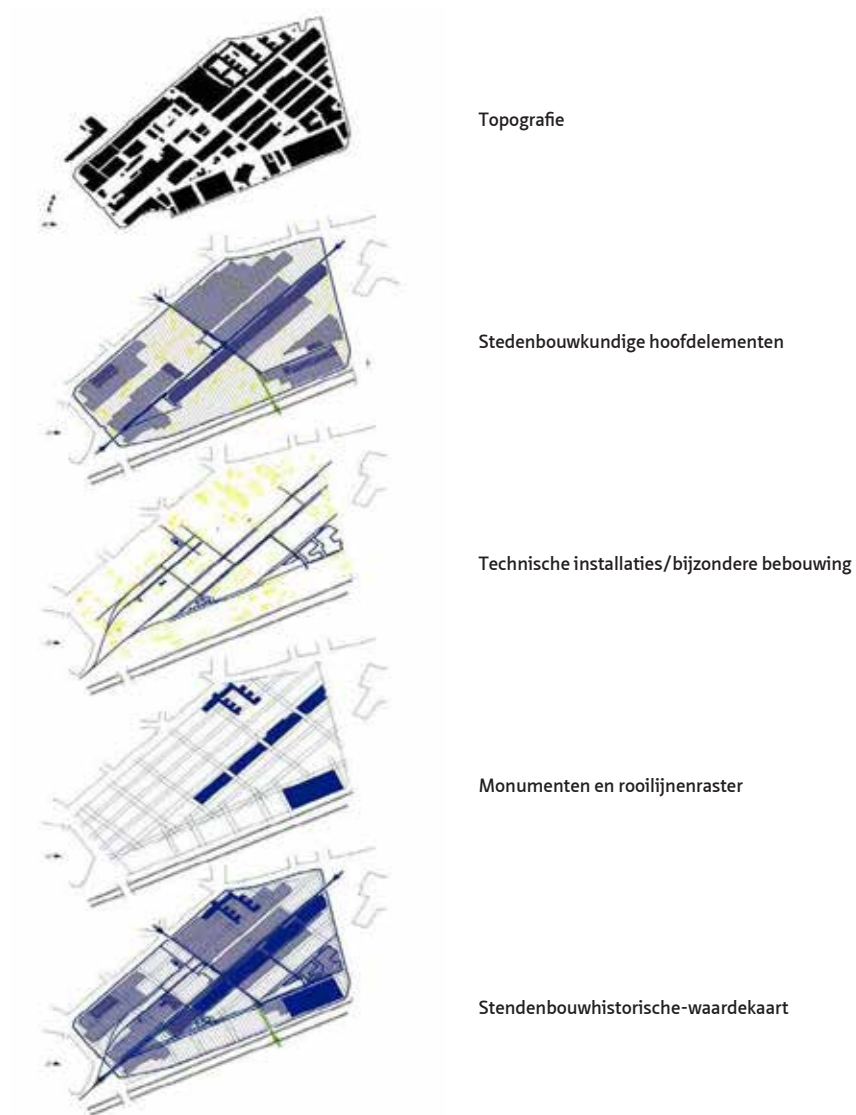 Topografie
Stedenbouwkundige hoofdelementen
Technische installaties/bijzondere bebouwing
Monumenten en rooilijnenraster
Stendenbouwhistorische-waardekaart